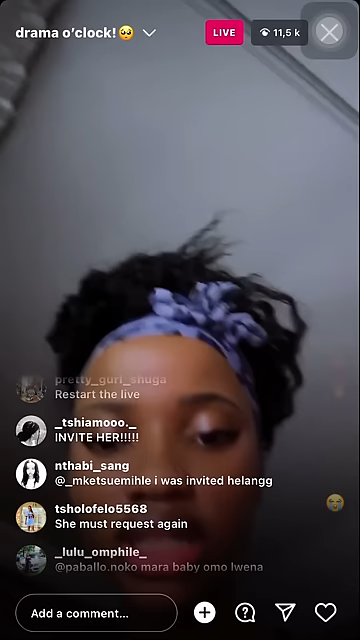 drama o'clock!🥺
LIVE
11,5 k
pretty_gurl_shuga
Restart the live
_tshiamooo._
INVITE HER!!!!!
nthabi_sang
@_mketsuemihle i was invited helangg
tsholofelo5568
She must request again
_lulu_omphile_
@paballo.noko mara baby omo lwena
Add a comment...